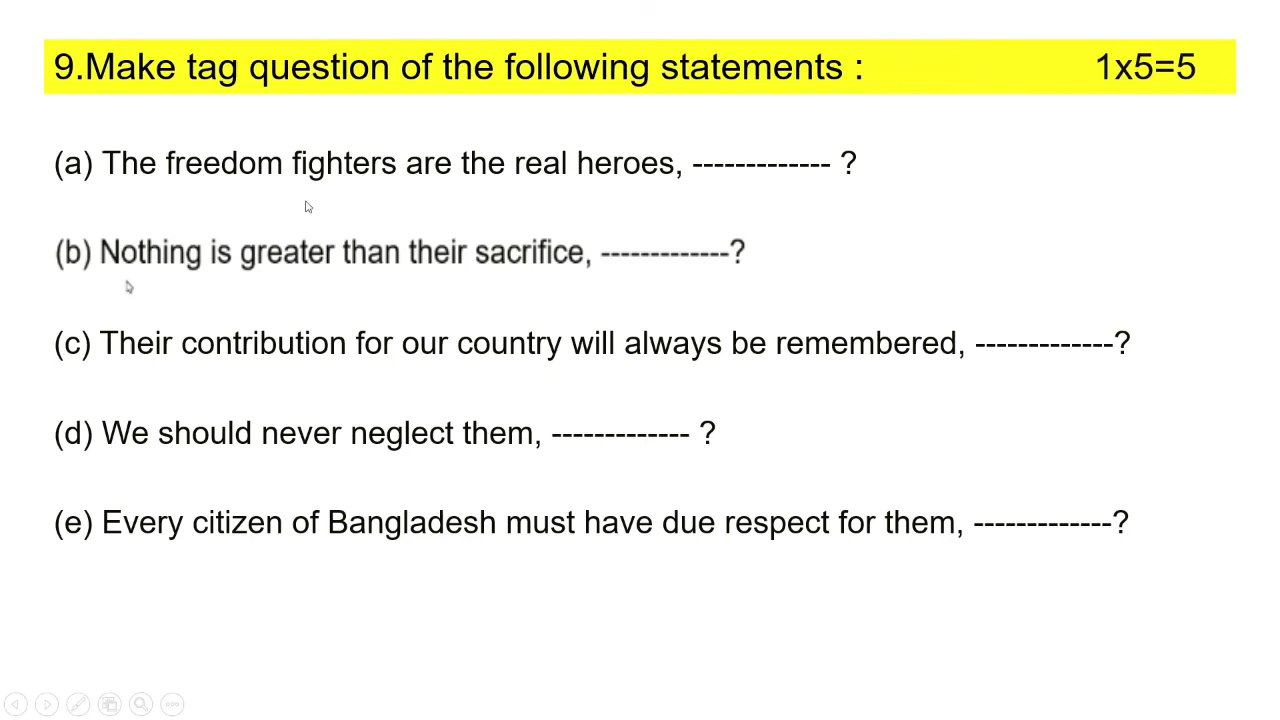 9.Make tag question of the following statements : 1x5=5
(a) The freedom fighters are the real heroes, ------------- ?
(b) Nothing is greater than their sacrifice, -------------?
(c) Their contribution for our country will always be remembered, -------------?
(d) We should never neglect them, ------------- ?
(e) Every citizen of Bangladesh must have due respect for them, -------------?